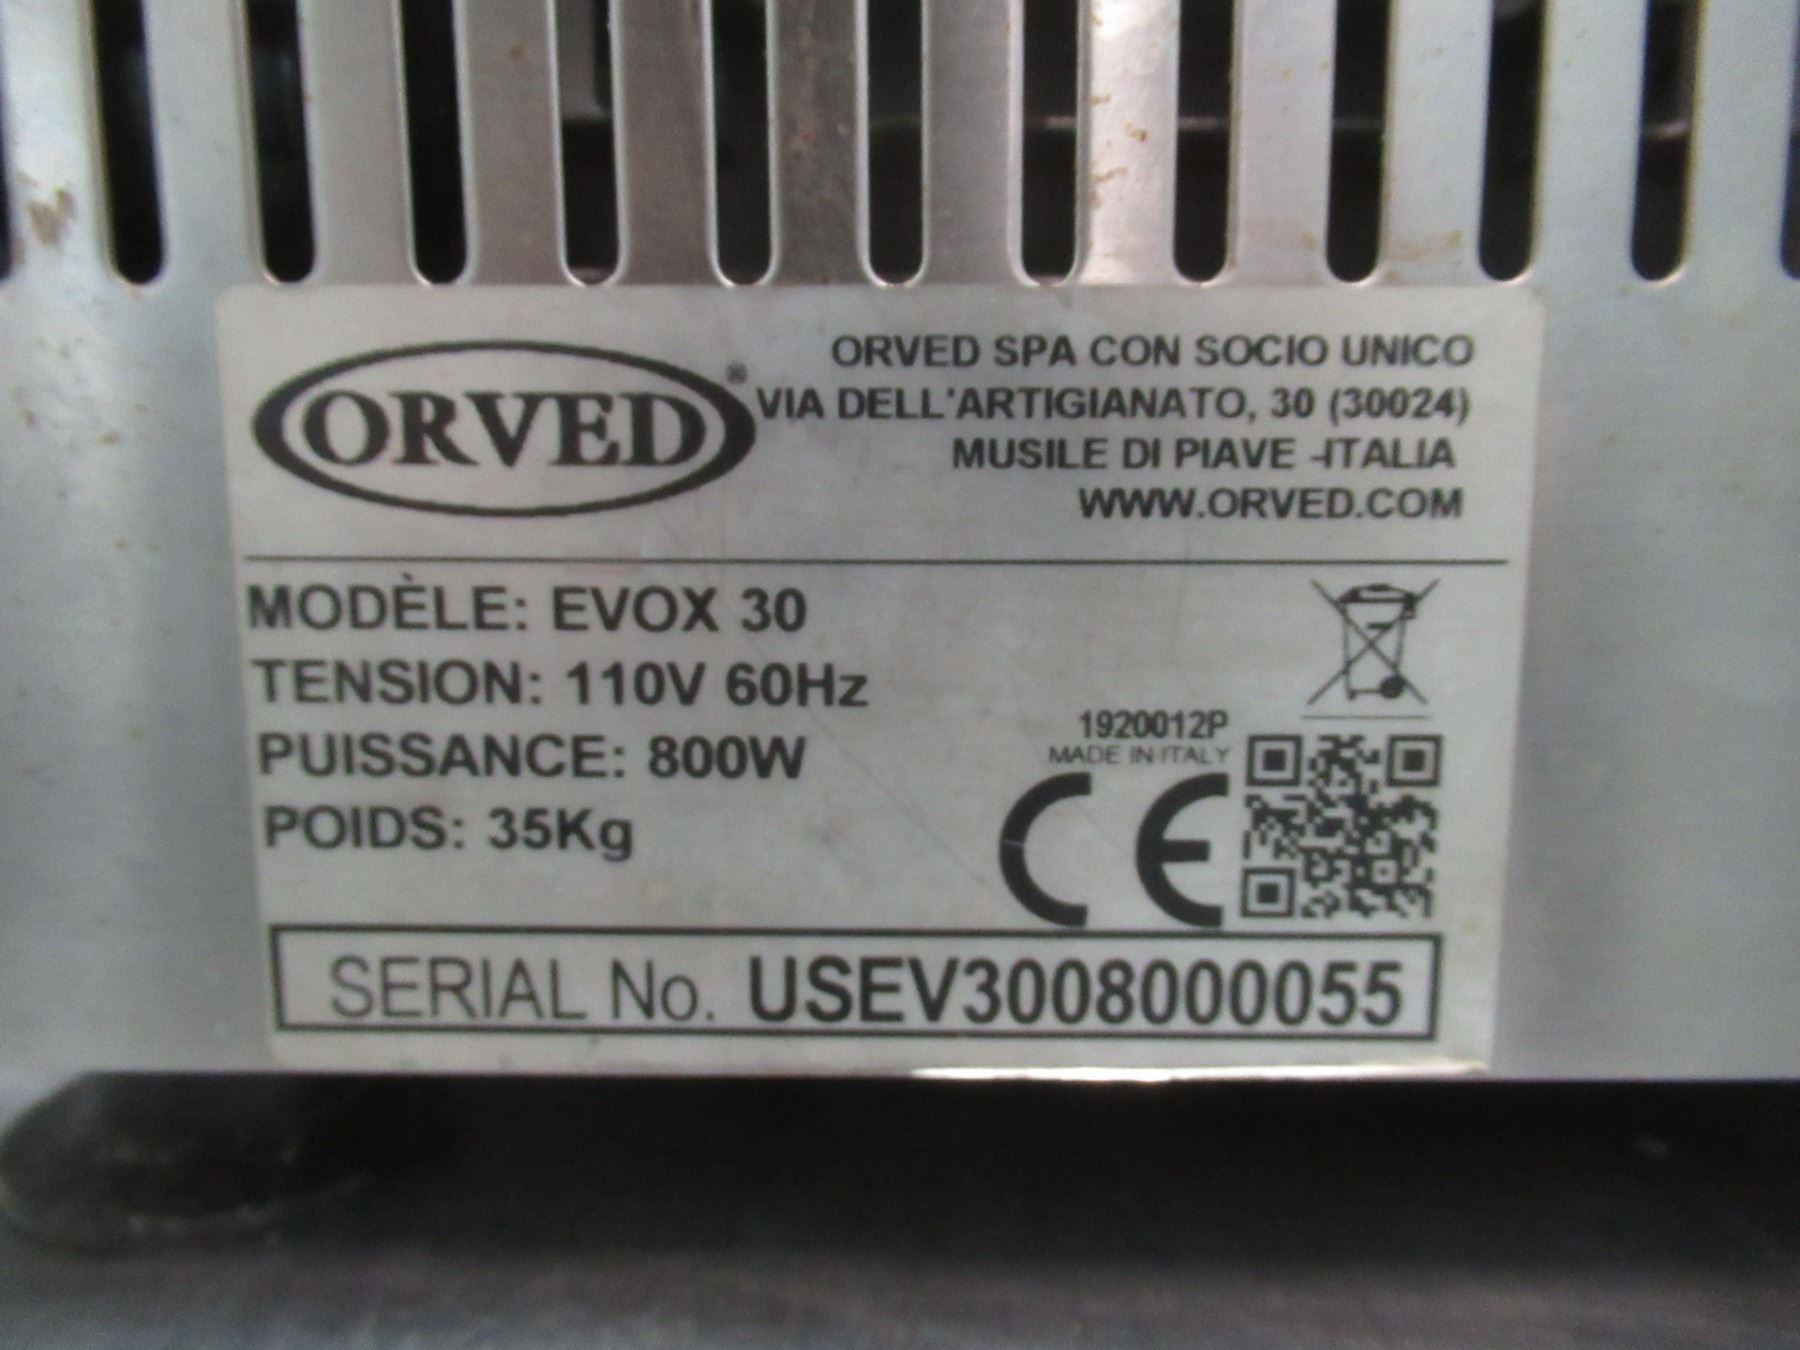 ORVED®
ORVED SPA CON SOCIO UNICO
VIA DELL'ARTIGIANATO, 30 (30024)
MUSILE DI PIAVE -ITALIA
WWW.ORVED.COM
MODÈLE: EVOX 30
TENSION: 110V 60Hz
PUISSANCE: 800W
POIDS: 35Kg
1920012P
MADE IN ITALY
CE
SERIAL No. USEV3008000055